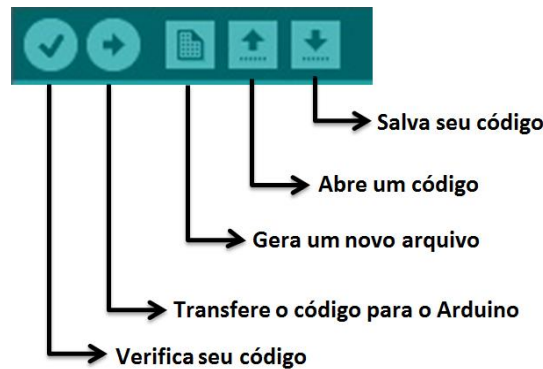 Salva seu código
Abre um código
Gera um novo arquivo
Transfere o código para o Arduino
Verifica seu código